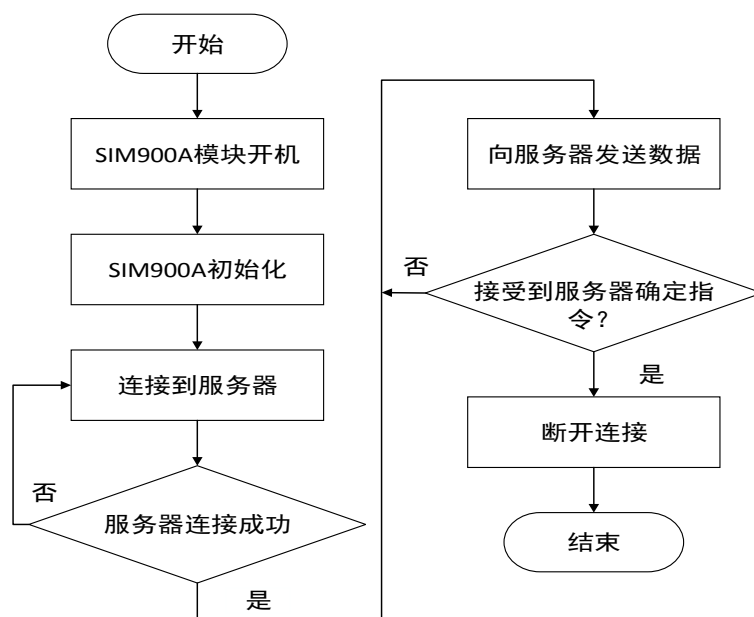 开始
SIM900A模块开机
SIM900A初始化
连接到服务器
否
服务器连接成功
是
向服务器发送数据
否
接受到服务器确定指
令？
是
断开连接
结束